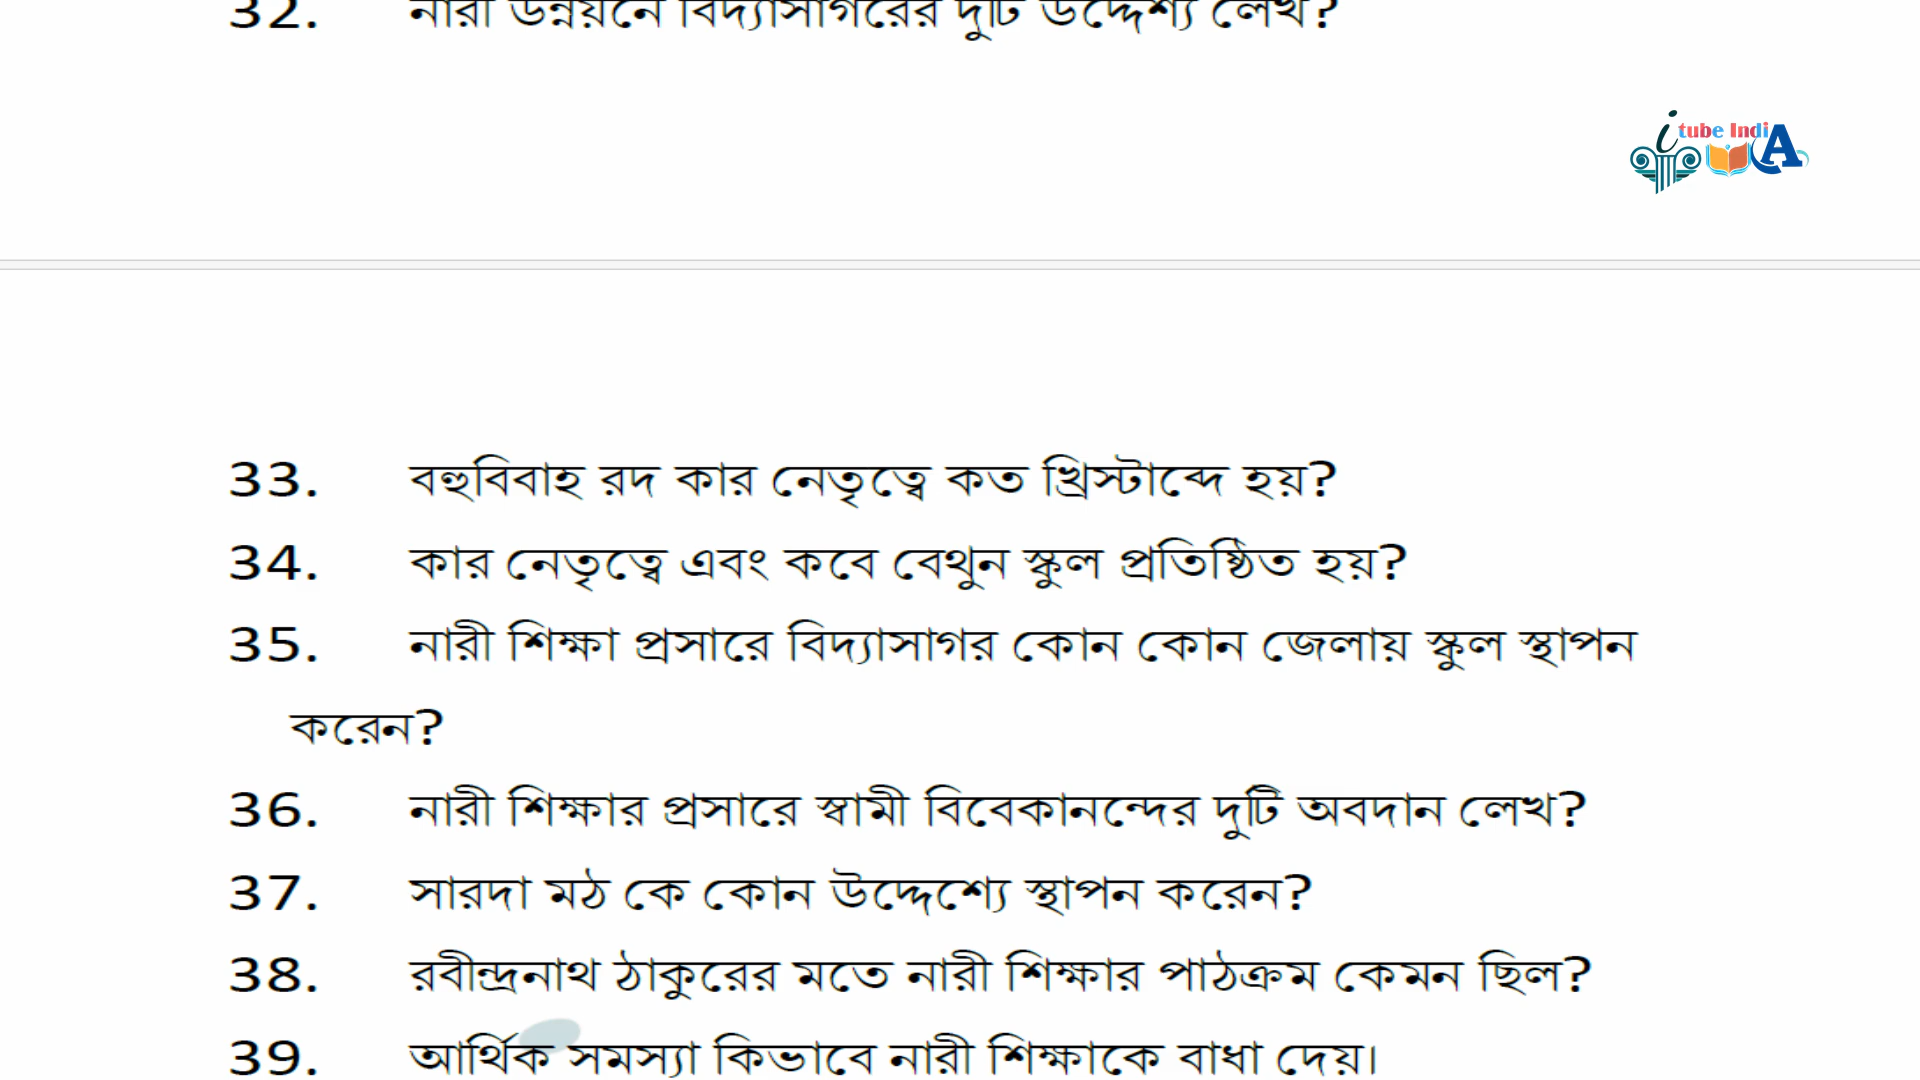 32. নারী উন্নয়নে বিদ্যাসাগরের দুটি উদ্দেশ্য লেখ?
i tube IndiA
33. বহুবিবাহ রদ কার নেতৃত্বে কত খ্রিস্টাব্দে হয়?
34. কার নেতৃত্বে এবং কবে বেথুন স্কুল প্রতিষ্ঠিত হয়?
35. নারী শিক্ষা প্রসারে বিদ্যাসাগর কোন কোন জেলায় স্কুল স্থাপন
করেন?
36. নারী শিক্ষার প্রসারে স্বামী বিবেকানন্দের দুটি অবদান লেখ?
37. সারদা মঠ কে কোন উদ্দেশ্যে স্থাপন করেন?
38. রবীন্দ্রনাথ ঠাকুরের মতে নারী শিক্ষার পাঠক্রম কেমন ছিল?
39. আর্থিক সমস্যা কিভাবে নারী শিক্ষাকে বাধা দেয়।